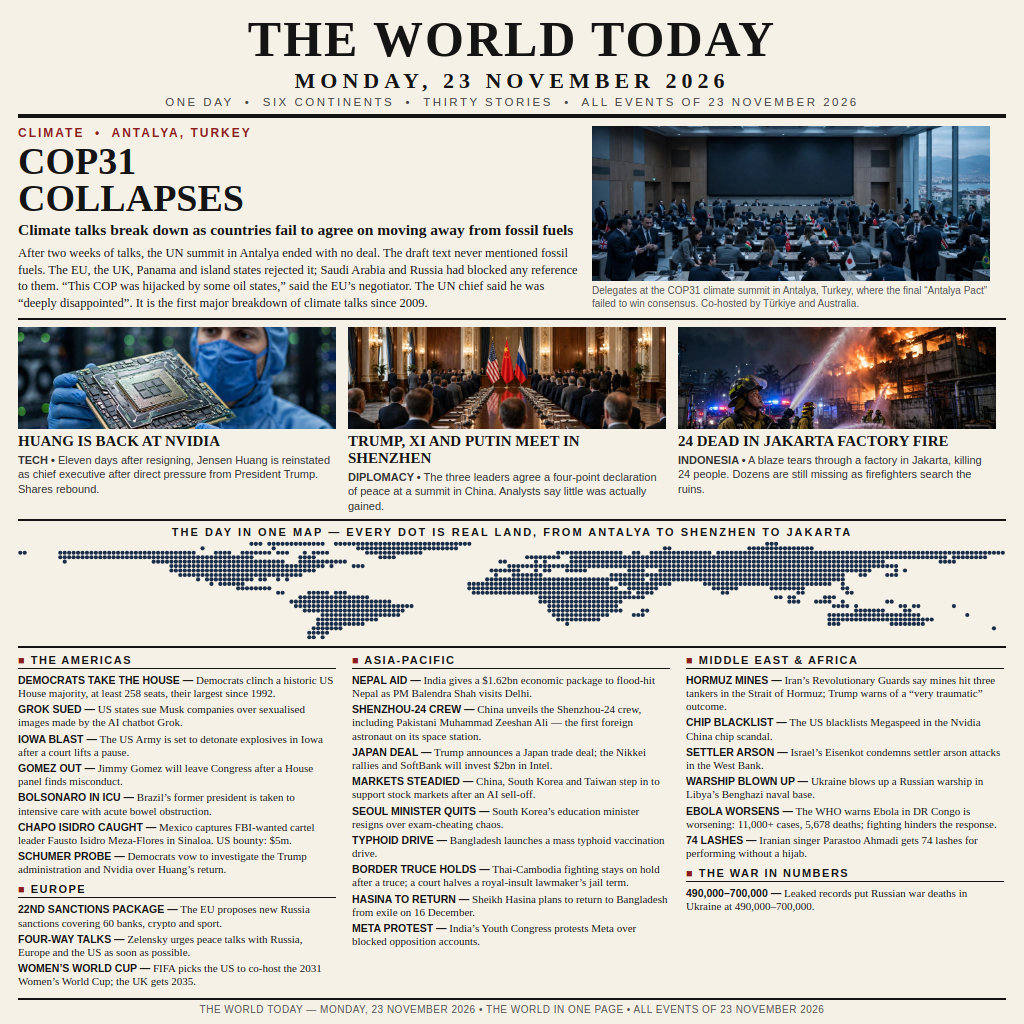 THE WORLD TODAY
MONDAY, 23 NOVEMBER 2026
ONE DAY • SIX CONTINENTS • THIRTY STORIES • ALL EVENTS OF 23 NOVEMBER 2026
CLIMATE • ANTALYA, TURKEY
COP31
COLLAPSES
Climate talks break down as countries fail to agree on moving away from fossil fuels
After two weeks of talks, the UN summit in Antalya ended with no deal. The draft text never mentioned fossil
fuels. The EU, the UK, Panama and island states rejected it; Saudi Arabia and Russia had blocked any reference
to them. “This COP was hijacked by some oil states,” said the EU’s negotiator. The UN chief said he was
“deeply disappointed”. It is the first major breakdown of climate talks since 2009.
Delegates at the COP31 climate summit in Antalya, Turkey, where the final “Antalya Pact”
failed to win consensus. Co-hosted by Türkiye and Australia.
HUANG IS BACK AT NVIDIA
TECH • Eleven days after resigning, Jensen Huang is reinstated
as chief executive after direct pressure from President Trump.
Shares rebound.
TRUMP, XI AND PUTIN MEET IN
SHENZHEN
DIPLOMACY • The three leaders agree a four-point declaration
of peace at a summit in China. Analysts say little was actually
gained.
24 DEAD IN JAKARTA FACTORY FIRE
INDONESIA • A blaze tears through a factory in Jakarta, killing
24 people. Dozens are still missing as firefighters search the
ruins.
THE DAY IN ONE MAP — EVERY DOT IS REAL LAND, FROM ANTALYA TO SHENZHEN TO JAKARTA
■ THE AMERICAS
DEMOCRATS TAKE THE HOUSE — Democrats clinch a historic US
House majority, at least 258 seats, their largest since 1992.
GROK SUED — US states sue Musk companies over sexualised
images made by the AI chatbot Grok.
IOWA BLAST — The US Army is set to detonate explosives in Iowa
after a court lifts a pause.
GOMEZ OUT — Jimmy Gomez will leave Congress after a House
panel finds misconduct.
BOLSONARO IN ICU — Brazil’s former president is taken to
intensive care with acute bowel obstruction.
CHAPO ISIDRO CAUGHT — Mexico captures FBI-wanted cartel
leader Fausto Isidro Meza-Flores in Sinaloa. US bounty: $5m.
SCHUMER PROBE — Democrats vow to investigate the Trump
administration and Nvidia over Huang’s return.
■ EUROPE
22ND SANCTIONS PACKAGE — The EU proposes new Russia
sanctions covering 60 banks, crypto and sport.
FOUR-WAY TALKS — Zelensky urges peace talks with Russia,
Europe and the US as soon as possible.
WOMEN’S WORLD CUP — FIFA picks the US to co-host the 2031
Women’s World Cup; the UK gets 2035.
■ ASIA-PACIFIC
NEPAL AID — India gives a $1.62bn economic package to flood-hit
Nepal as PM Balendra Shah visits Delhi.
SHENZHOU-24 CREW — China unveils the Shenzhou-24 crew,
including Pakistani Muhammad Zeeshan Ali — the first foreign
astronaut on its space station.
JAPAN DEAL — Trump announces a Japan trade deal; the Nikkei
rallies and SoftBank will invest $2bn in Intel.
MARKETS STEADIED — China, South Korea and Taiwan step in to
support stock markets after an AI sell-off.
SEOUL MINISTER QUITS — South Korea’s education minister
resigns over exam-cheating chaos.
TYPHOID DRIVE — Bangladesh launches a mass typhoid vaccination
drive.
BORDER TRUCE HOLDS — Thai-Cambodia fighting stays on hold
after a truce; a court halves a royal-insult lawmaker’s jail term.
HASINA TO RETURN — Sheikh Hasina plans to return to Bangladesh
from exile on 16 December.
META PROTEST — India’s Youth Congress protests Meta over
blocked opposition accounts.
■ MIDDLE EAST & AFRICA
HORMUZ MINES — Iran’s Revolutionary Guards say mines hit three
tankers in the Strait of Hormuz; Trump warns of a “very traumatic”
outcome.
CHIP BLACKLIST — The US blacklists Megaspeed in the Nvidia
China chip scandal.
SETTLER ARSON — Israel’s Eisenkot condemns settler arson attacks
in the West Bank.
WARSHIP BLOWN UP — Ukraine blows up a Russian warship in
Libya’s Benghazi naval base.
EBOLA WORSENS — The WHO warns Ebola in DR Congo is
worsening: 11,000+ cases, 5,678 deaths; fighting hinders the response.
74 LASHES — Iranian singer Parastoo Ahmadi gets 74 lashes for
performing without a hijab.
■ THE WAR IN NUMBERS
490,000–700,000 — Leaked records put Russian war deaths in
Ukraine at 490,000–700,000.
THE WORLD TODAY — MONDAY, 23 NOVEMBER 2026 • THE WORLD IN ONE PAGE • ALL EVENTS OF 23 NOVEMBER 2026